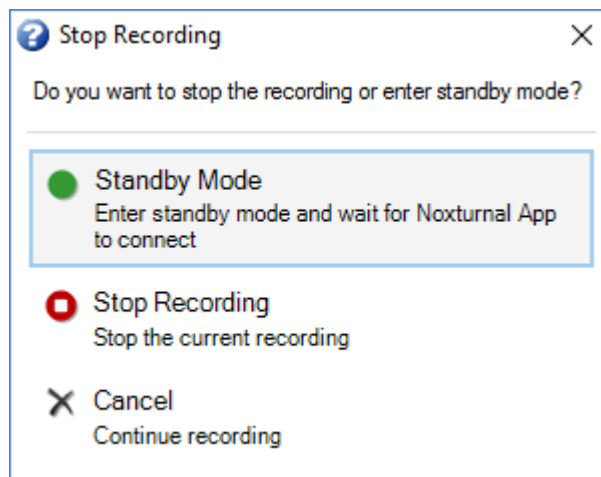 Stop Recording
Do you want to stop the recording or enter standby mode?
Standby Mode
Enter standby mode and wait for Noxturnal App
to connect
Stop Recording
Stop the current recording
Cancel
Continue recording